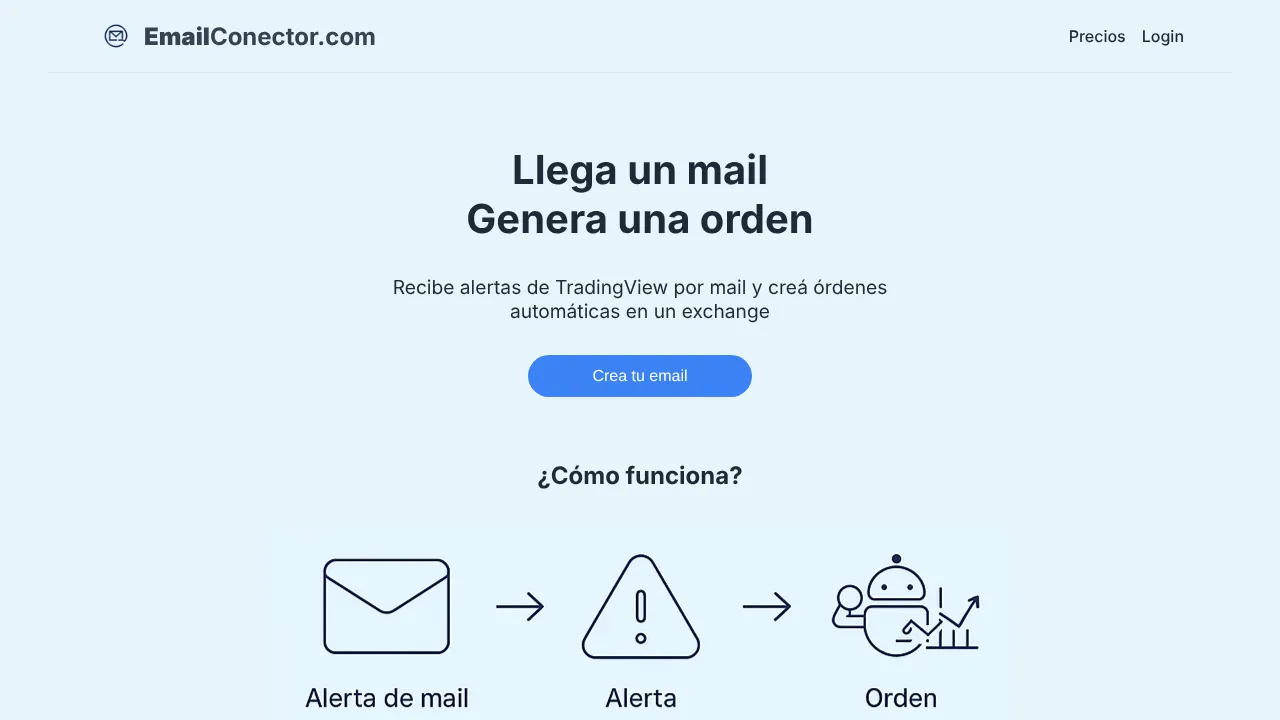 EmailConector.com
Precios
Login
Llega un mail
Genera una orden
Recibe alertas de TradingView por mail y creá órdenes
automáticas en un exchange
Crea tu email
¿Cómo funciona?
Alerta de mail
Alerta
Orden